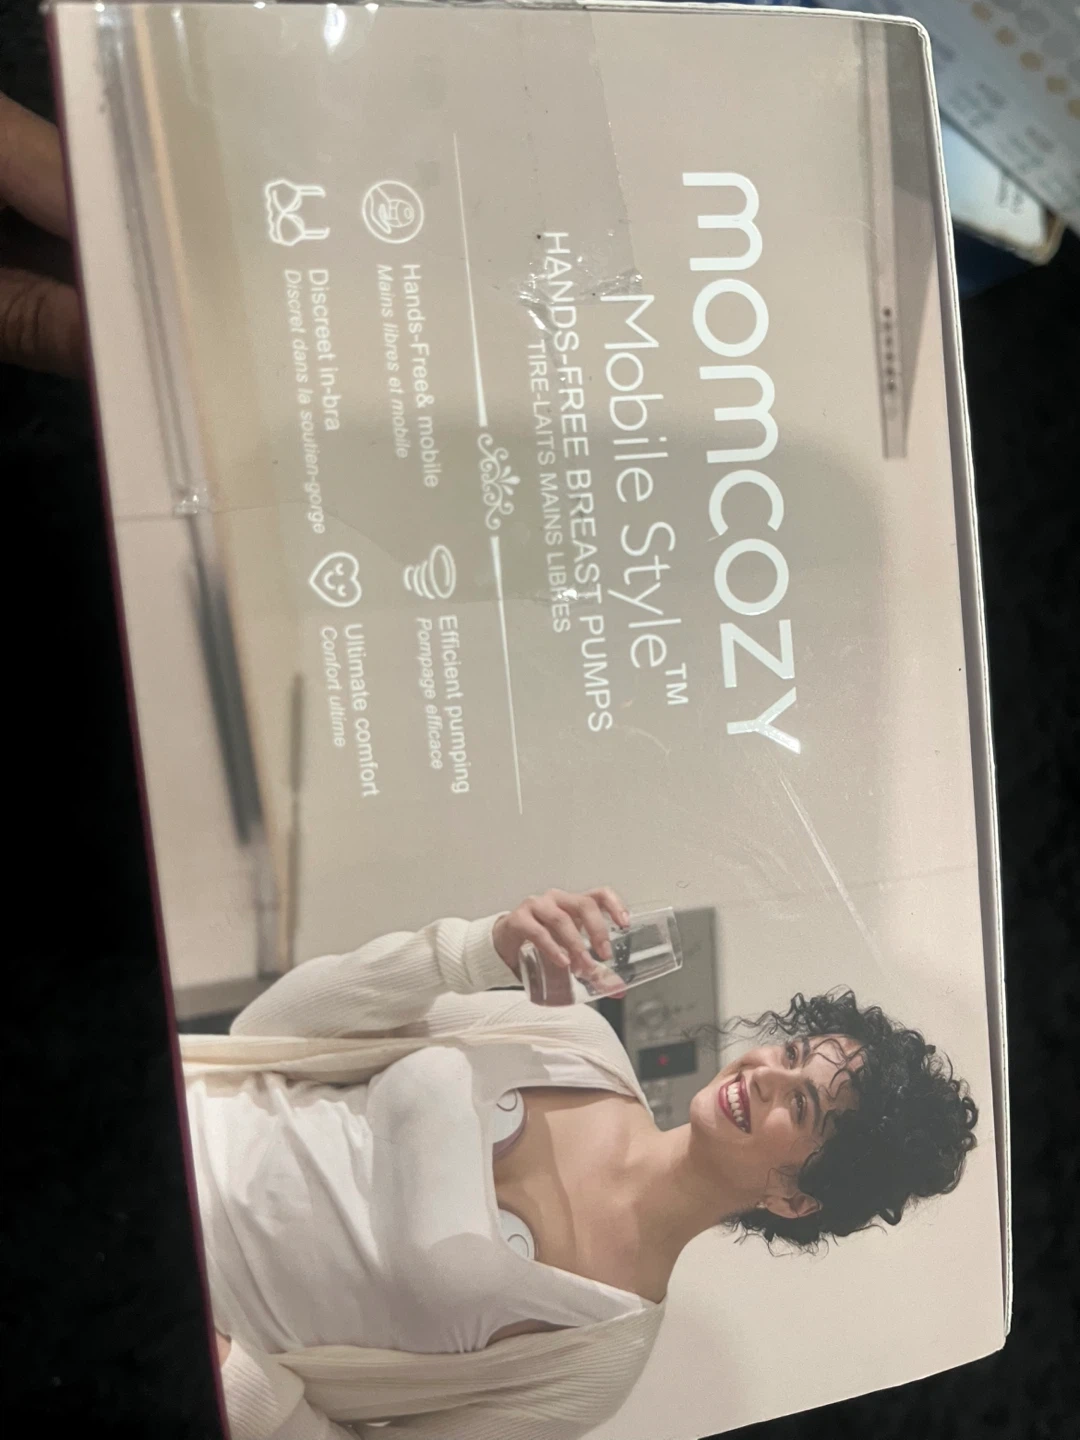 momcozy
Mobile Style™
HANDS-FREE BREAST PUMPS
TIRE-LAITS MAINS LIBRES
Hands-Free& mobile
Mains libres et mobile
Efficient pumping
Pompage efficace
Discreet in-bra
Discret dans la soutien-gorge
Ultimate comfort
Confort ultime